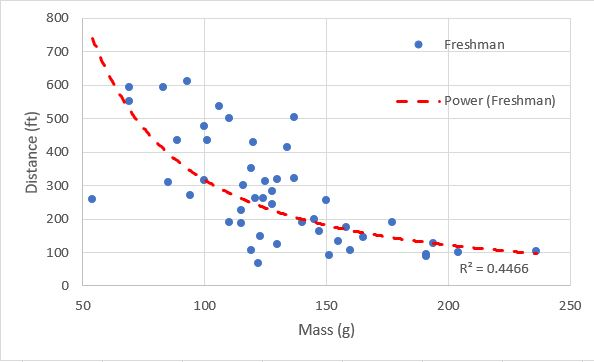 Distance (ft)
800
700
600
500
400
300
200
100
0
Freshman
Power (Freshman)
R² = 0.4466
50 100 150 200 250
Mass (g)